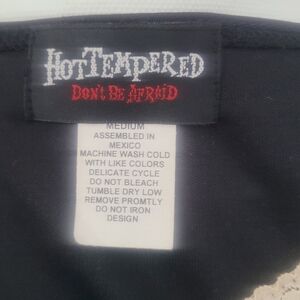 HOTTEMPERED
DON'T BE AFRAID
MEDIUM
ASSEMBLED IN
MEXICO
MACHINE WASH COLD
WITH LIKE COLORS
DELICATE CYCLE
DO NOT BLEACH
TUMBLE DRY LOW
REMOVE PROMTLY
DO NOT IRON
DESIGN